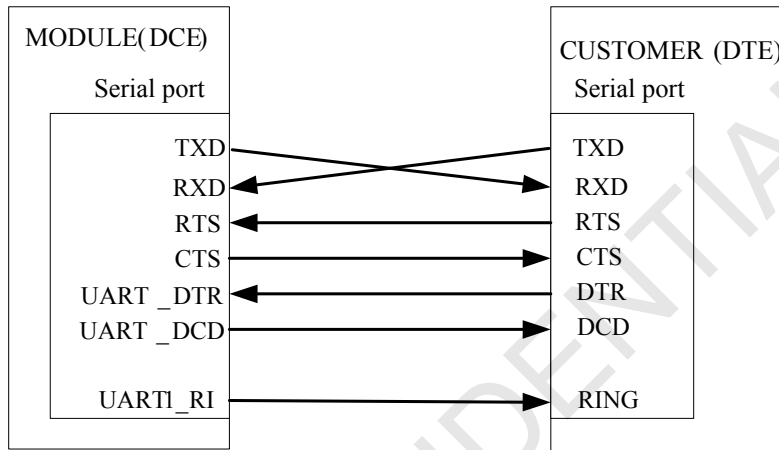 MODULE(DCE)
Serial port
TXD
RXD
RTS
CTS
UART _DTR
UART _DCD
UART1_RI
CUSTOMER (DTE)
Serial port
TXD
RXD
RTS
CTS
DTR
DCD
RING